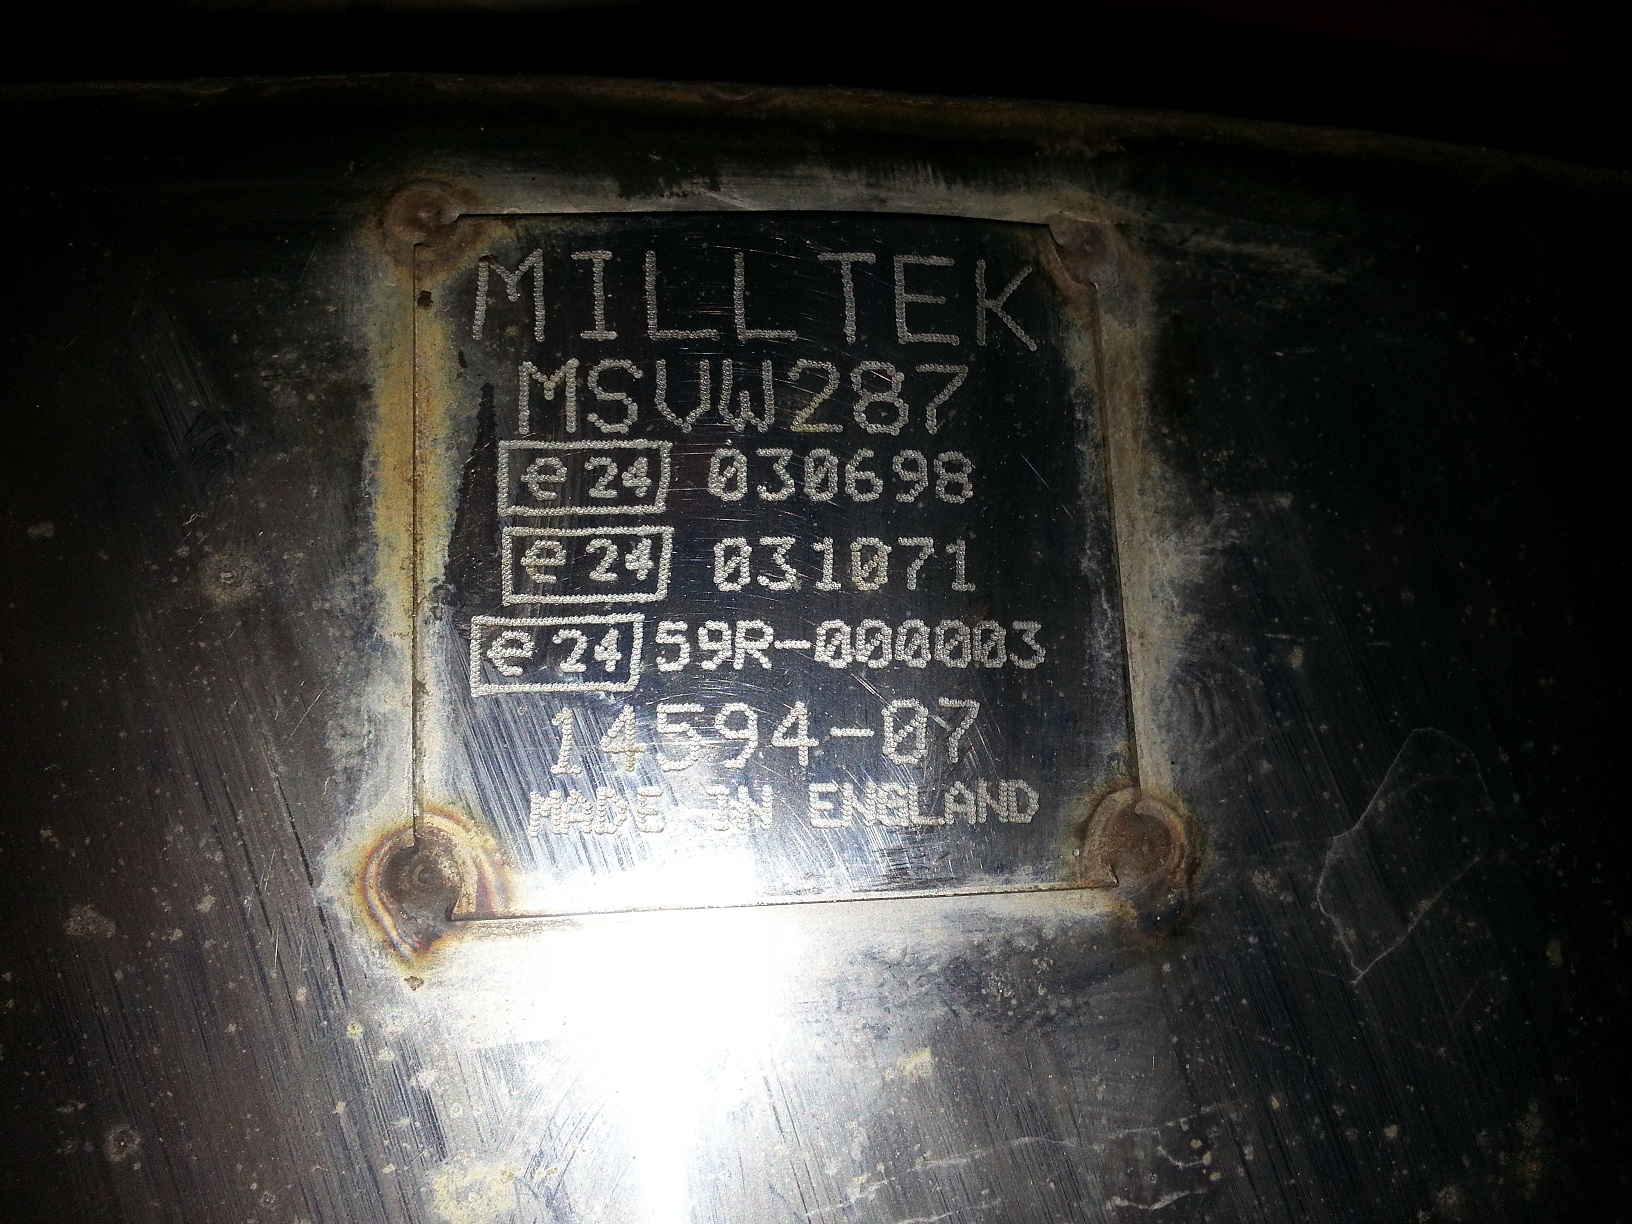 MILLTEK
MSVW287
e 24 030698
e 24 031071
e 24 59R-000003
14594-07
MADE IN ENGLAND